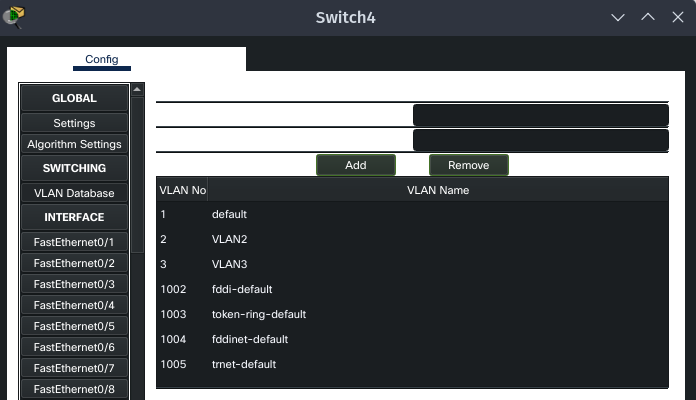 Switch4
Config
GLOBAL
Settings
Algorithm Settings
SWITCHING
VLAN Database
INTERFACE
FastEthernet0/1
FastEthernet0/2
FastEthernet0/3
FastEthernet0/4
FastEthernet0/5
FastEthernet0/6
FastEthernet0/7
FastEthernet0/8
Add Remove
VLAN No VLAN Name
1 default
2 VLAN2
3 VLAN3
1002 fddi-default
1003 token-ring-default
1004 fddinet-default
1005 trnet-default